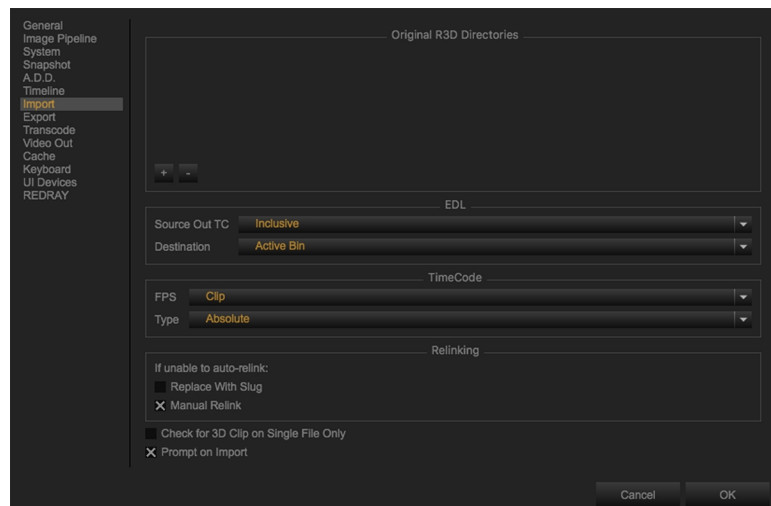 General
Image Pipeline
System
Snapshot
A.D.D.
Timeline
Import
Export
Transcode
Video Out
Cache
Keyboard
UI Devices
REDRAY
Original R3D Directories
+ -
EDL
Source Out TC Inclusive
Destination Active Bin
TimeCode
FPS Clip
Type Absolute
Relinking
If unable to auto-relink:
Replace With Slug
Manual Relink
Check for 3D Clip on Single File Only
Prompt on Import
Cancel OK